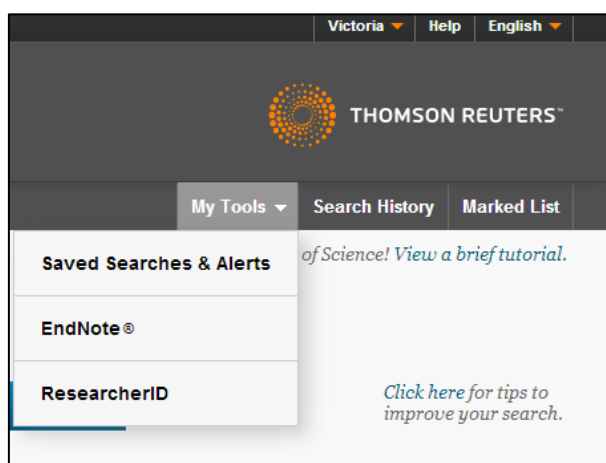 Victoria Help English
THOMSON REUTERS™
My Tools Search History Marked List
Saved Searches & Alerts
of Science! View a brief tutorial.
EndNote®
ResearcherID
Click here for tips to
improve your search.